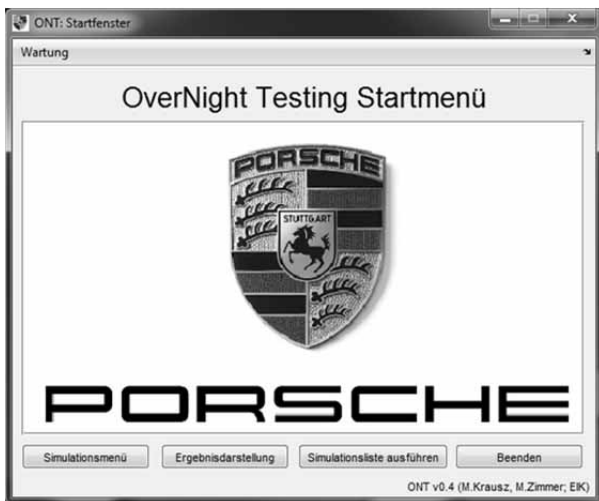 ONT: Startfenster
Wartung
OverNight Testing Startmenü
PORSCHE
STUTTGART
PORSCHE
Simulationsmenü Ergebnisdarstellung Simulationsliste ausführen Beenden
ONT v0.4 (M.Krausz, M.Zimmer; EIK)